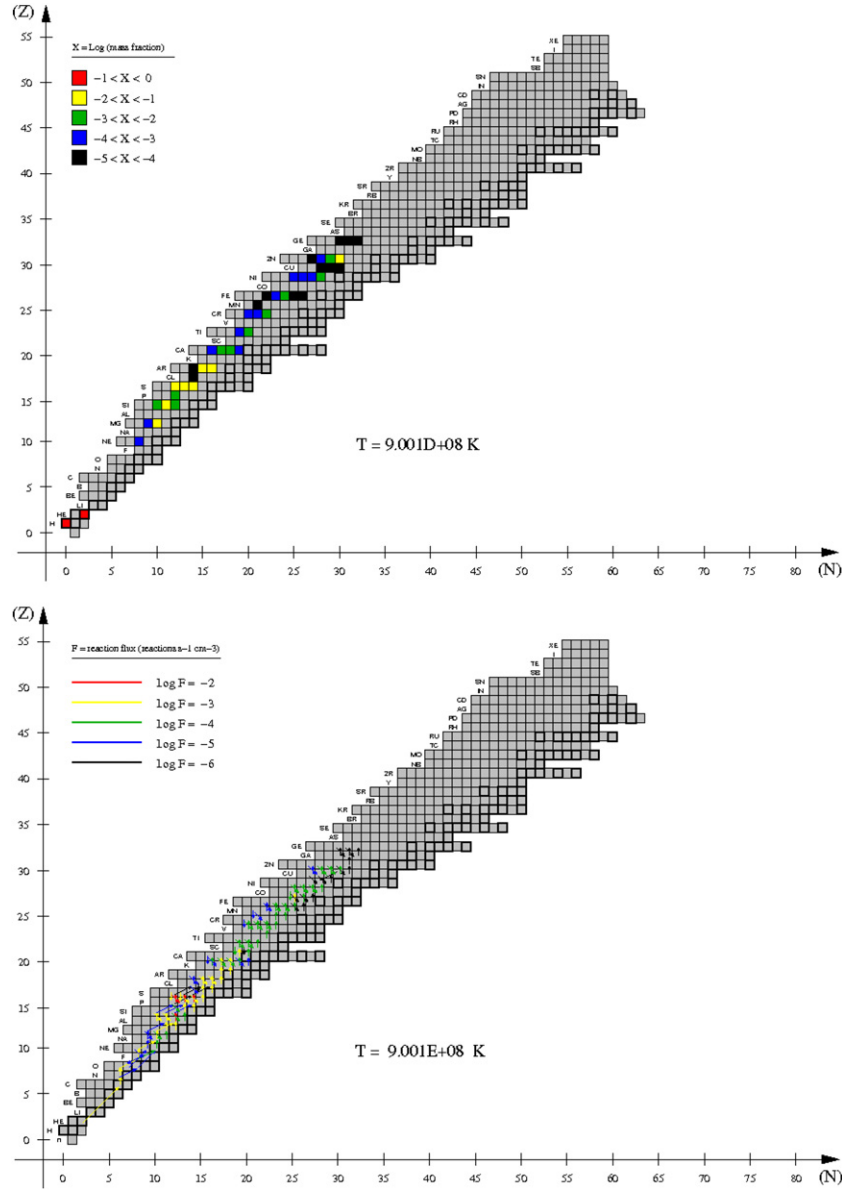 (Z)
X = Log (mass fraction)
−1 < X < 0
−2 < X < −1
−3 < X < −2
−4 < X < −3
−5 < X < −4
55
50
45
40
35
30
25
20
15
10
5
0
XE
I
TE
SB
SN
IN
CD
AG
PD
RH
RU
TC
MO
NB
ZR
Y
SR
RB
KR
BR
SE
AS
GE
GA
ZN
CU
NI
CO
FE
MN
CR
V
TI
SC
CA
K
AR
CL
S
P
SI
AL
MG
NA
NE
F
O
N
C
B
BE
LI
HE
H
T = 9.001D+08 K
0 5 10 15 20 25 30 35 40 45 50 55 60 65 70 75 80 (N)
(Z)
F = reaction flux (reactions s−1 cm−3)
log F = −2
log F = −3
log F = −4
log F = −5
log F = −6
55
50
45
40
35
30
25
20
15
10
5
0
XE
I
TE
SB
SN
IN
CD
AG
PD
RH
RU
TC
MO
NB
ZR
Y
SR
RB
KR
BR
SE
AS
GE
GA
ZN
CU
NI
CO
FE
MN
CR
V
TI
SC
CA
K
AR
CL
S
P
SI
AL
MG
NA
NE
F
O
N
C
B
BE
LI
HE
H
n
T = 9.001E+08 K
0 5 10 15 20 25 30 35 40 45 50 55 60 65 70 75 80 (N)